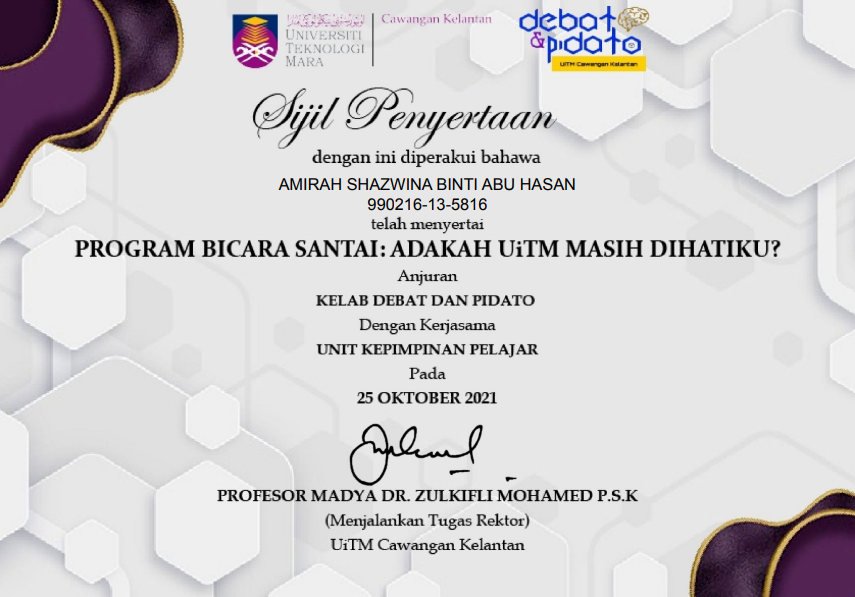 UNIVERSITI
TEKNOLOGI
MARA
Cawangan Kelantan
debat
& pidato
UiTM Cawangan Kelantan
Sijil Penyertaan
dengan ini diperakui bahawa
AMIRAH SHAZWINA BINTI ABU HASAN
990216-13-5816
telah menyertai
PROGRAM BICARA SANTAI: ADAKAH UiTM MASIH DIHATIKU?
Anjuran
KELAB DEBAT DAN PIDATO
Dengan Kerjasama
UNIT KEPIMPINAN PELAJAR
Pada
25 OKTOBER 2021
PROFESOR MADYA DR. ZULKIFLI MOHAMED P.S.K
(Menjalankan Tugas Rektor)
UiTM Cawangan Kelantan